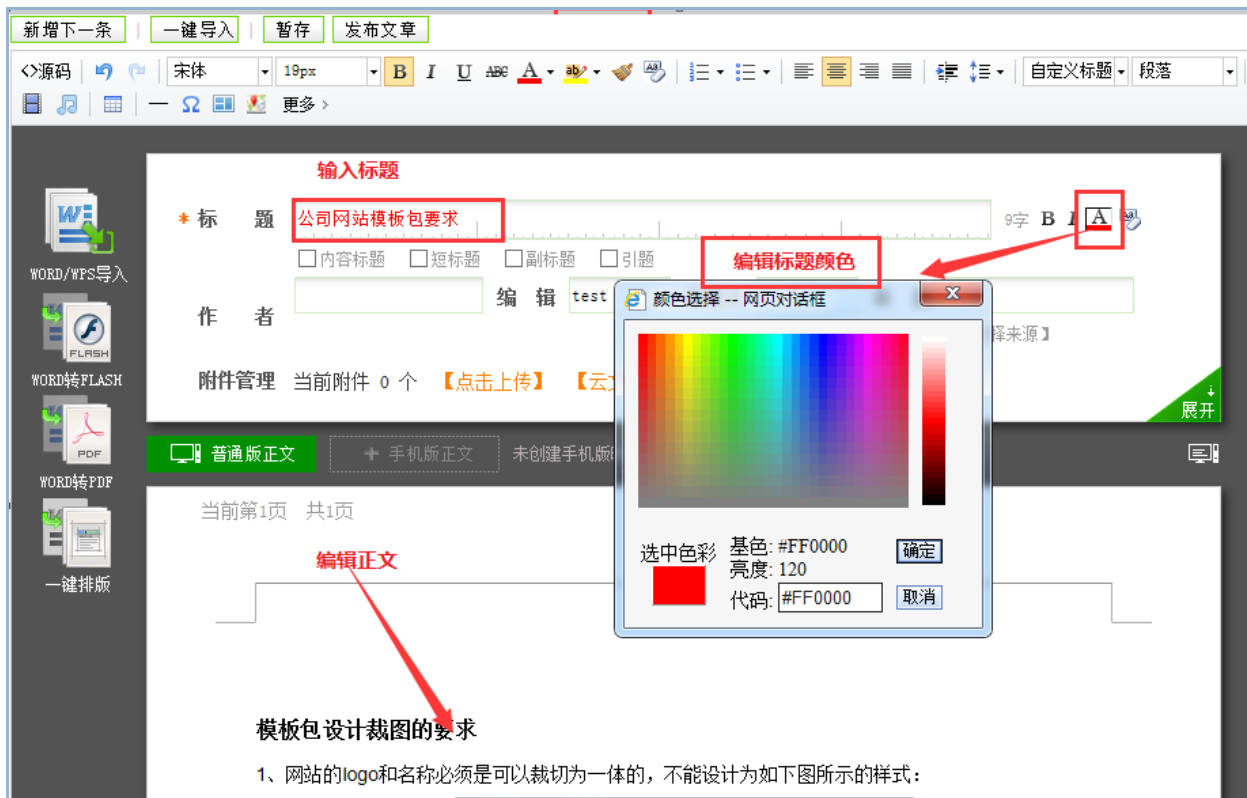 新增下一条 一键导入 暂存 发布文章
<>源码 宋体 19px B I U ABC A ab 自定义标题 段落
Ω 更多 >
输入标题
* 标 题 公司网站模板包要求 9字 B I A
内容标题 短标题 副标题 引题 编辑标题颜色
WORD/WPS导入
作 者 编 辑 test
颜色选择 -- 网页对话框
择来源】
WORD转FLASH
附件管理 当前附件 0 个 【点击上传】 【云
展开
普通版正文 + 手机版正文 未创建手机版
WORD转PDF
当前第1页 共1页
选中色彩 基色: #FF0000 确定
亮度: 120
代码: #FF0000 取消
编辑正文
一键排版
模板包设计裁图的要求
1、网站的logo和名称必须是可以裁切为一体的，不能设计为如下图所示的样式：